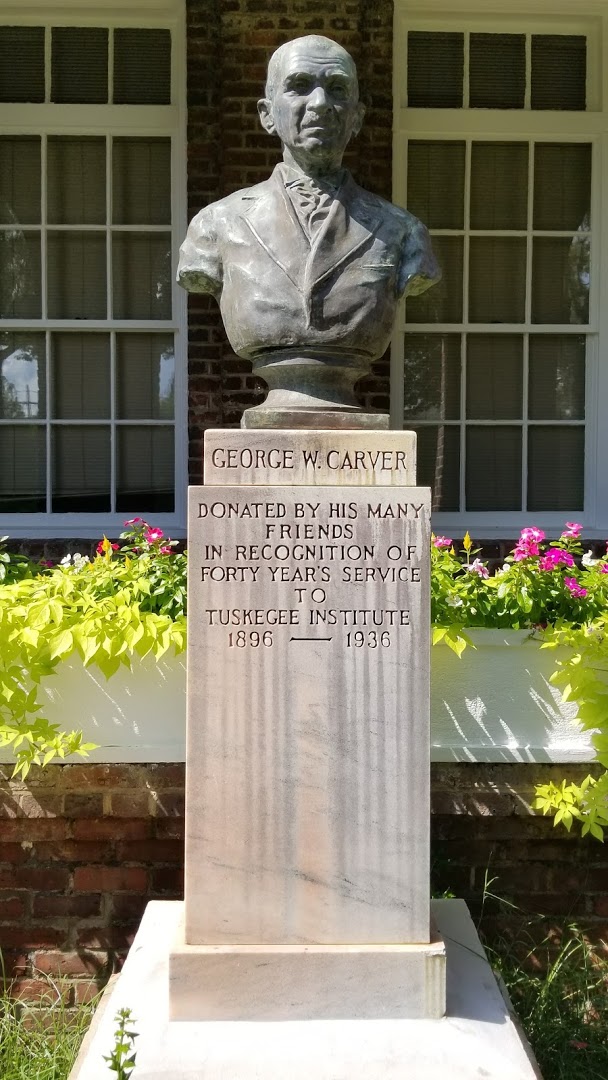 GEORGE W. CARVER
DONATED BY HIS MANY
FRIENDS
IN RECOGNITION OF
FORTY YEAR'S SERVICE
TO
TUSKEGEE INSTITUTE
1896 — 1936